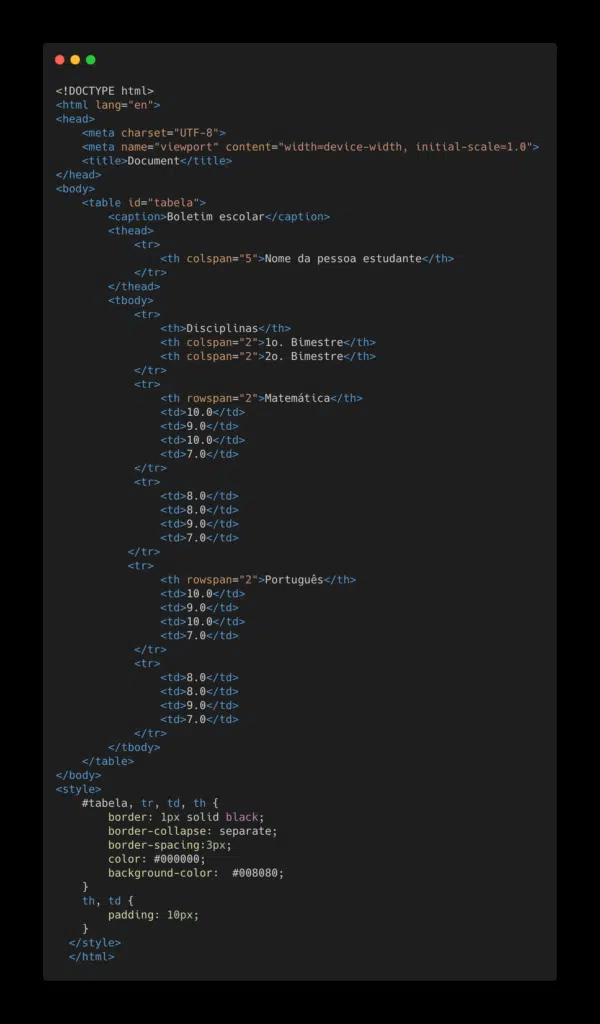 <!DOCTYPE html>
<html lang="en">
<head>
    <meta charset="UTF-8">
    <meta name="viewport" content="width=device-width, initial-scale=1.0">
    <title>Document</title>
</head>
<body>
    <table id="tabela">
        <caption>Boletim escolar</caption>
        <thead>
            <tr>
                <th colspan="5">Nome da pessoa estudante</th>
            </tr>
        </thead>
        <tbody>
            <tr>
                <th>Disciplinas</th>
                <th colspan="2">1o. Bimestre</th>
                <th colspan="2">2o. Bimestre</th>
            </tr>
            <tr>
                <th rowspan="2">Matemática</th>
                <td>10.0</td>
                <td>9.0</td>
                <td>10.0</td>
                <td>7.0</td>
            </tr>
            <tr>
                <td>8.0</td>
                <td>8.0</td>
                <td>9.0</td>
                <td>7.0</td>
           </tr>
           <tr>
                <th rowspan="2">Português</th>
                <td>10.0</td>
                <td>9.0</td>
                <td>10.0</td>
                <td>7.0</td>
            </tr>
            <tr>
                <td>8.0</td>
                <td>8.0</td>
                <td>9.0</td>
                <td>7.0</td>
            </tr>
        </tbody>
    </table>
</body>
<style>
    #tabela, tr, td, th {
        border: 1px solid black;
        border-collapse: separate;
        border-spacing:3px;
        color: #000000;
        background-color:  #008080;
    }
    th, td {
        padding: 10px;
    }
  </style>
  </html>